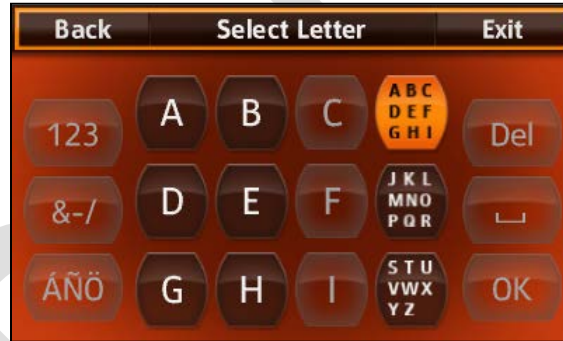 Back Select Letter Exit
123 A B C ABC DEF GHI Del
&-/ D E F JKL MNO PQR
ÁÑÖ G H I STU VWX YZ OK